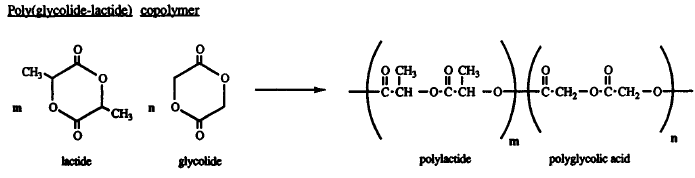 Poly(glycolide-lactide) copolymer
m
CH3
O
O
O
O
CH3
lactide
n
O
O
O
O
glycolide
O CH3 O CH3
-C-CH-O-C-CH-O-
m
polylactide
O O
C-CH2-O-C-CH2-O-
n
polyglycolic acid